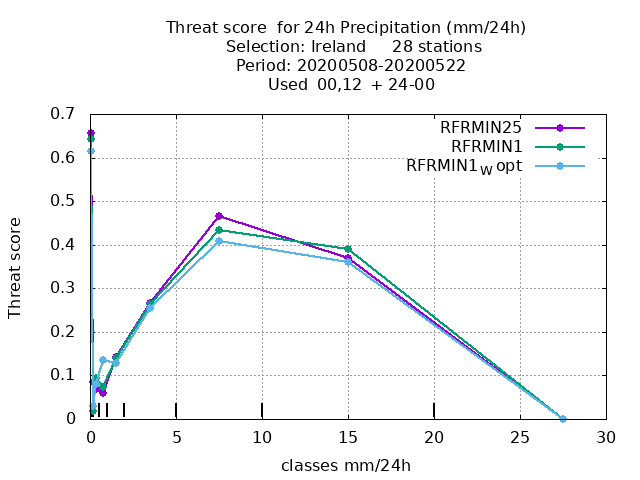 Threat score  for 24h Precipitation (mm/24h)
Selection: Ireland     28 stations
Period: 20200508-20200522
Used  00,12  + 24-00
0.7
0.6
0.5
0.4
0.3
0.2
0.1
0
Threat score
RFRMIN25
RFRMIN1
RFRMIN1W opt
0 5 10 15 20 25 30
classes mm/24h